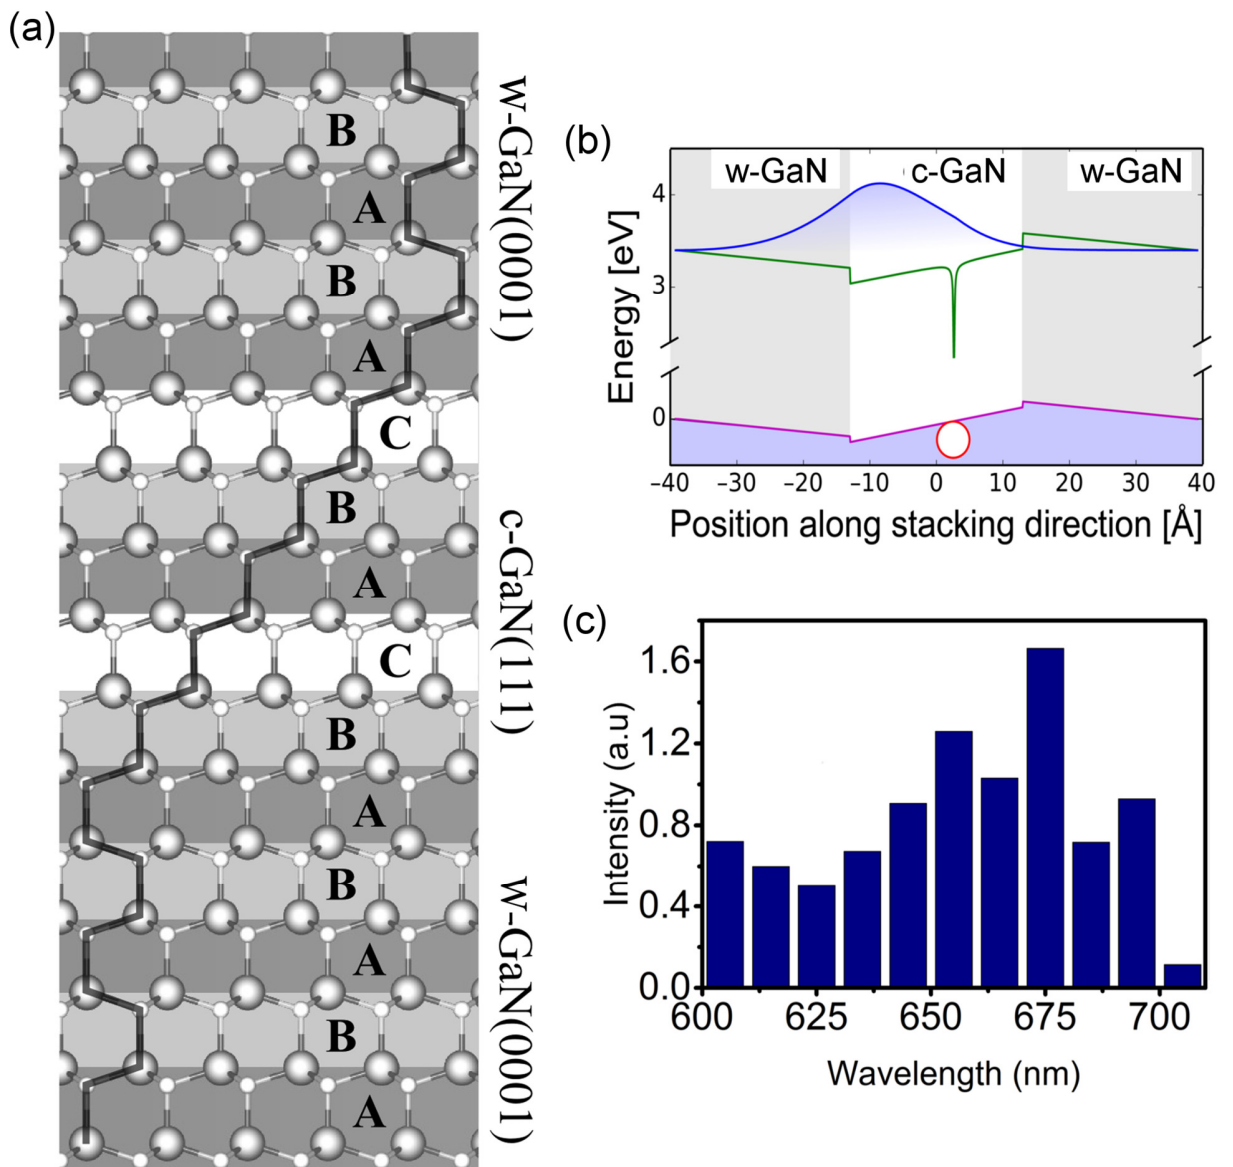 (a)
B
A
B
A
C
B
A
C
B
A
B
A
B
A
w-GaN(0001)
c-GaN(111)
w-GaN(0001)
(b)
w-GaN
c-GaN
w-GaN
Energy [eV]
4
3
0
−40 −30 −20 −10 0 10 20 30 40
Position along stacking direction [Å]
(c)
Intensity (a.u)
1.6
1.2
0.8
0.4
0.0
600 625 650 675 700
Wavelength (nm)